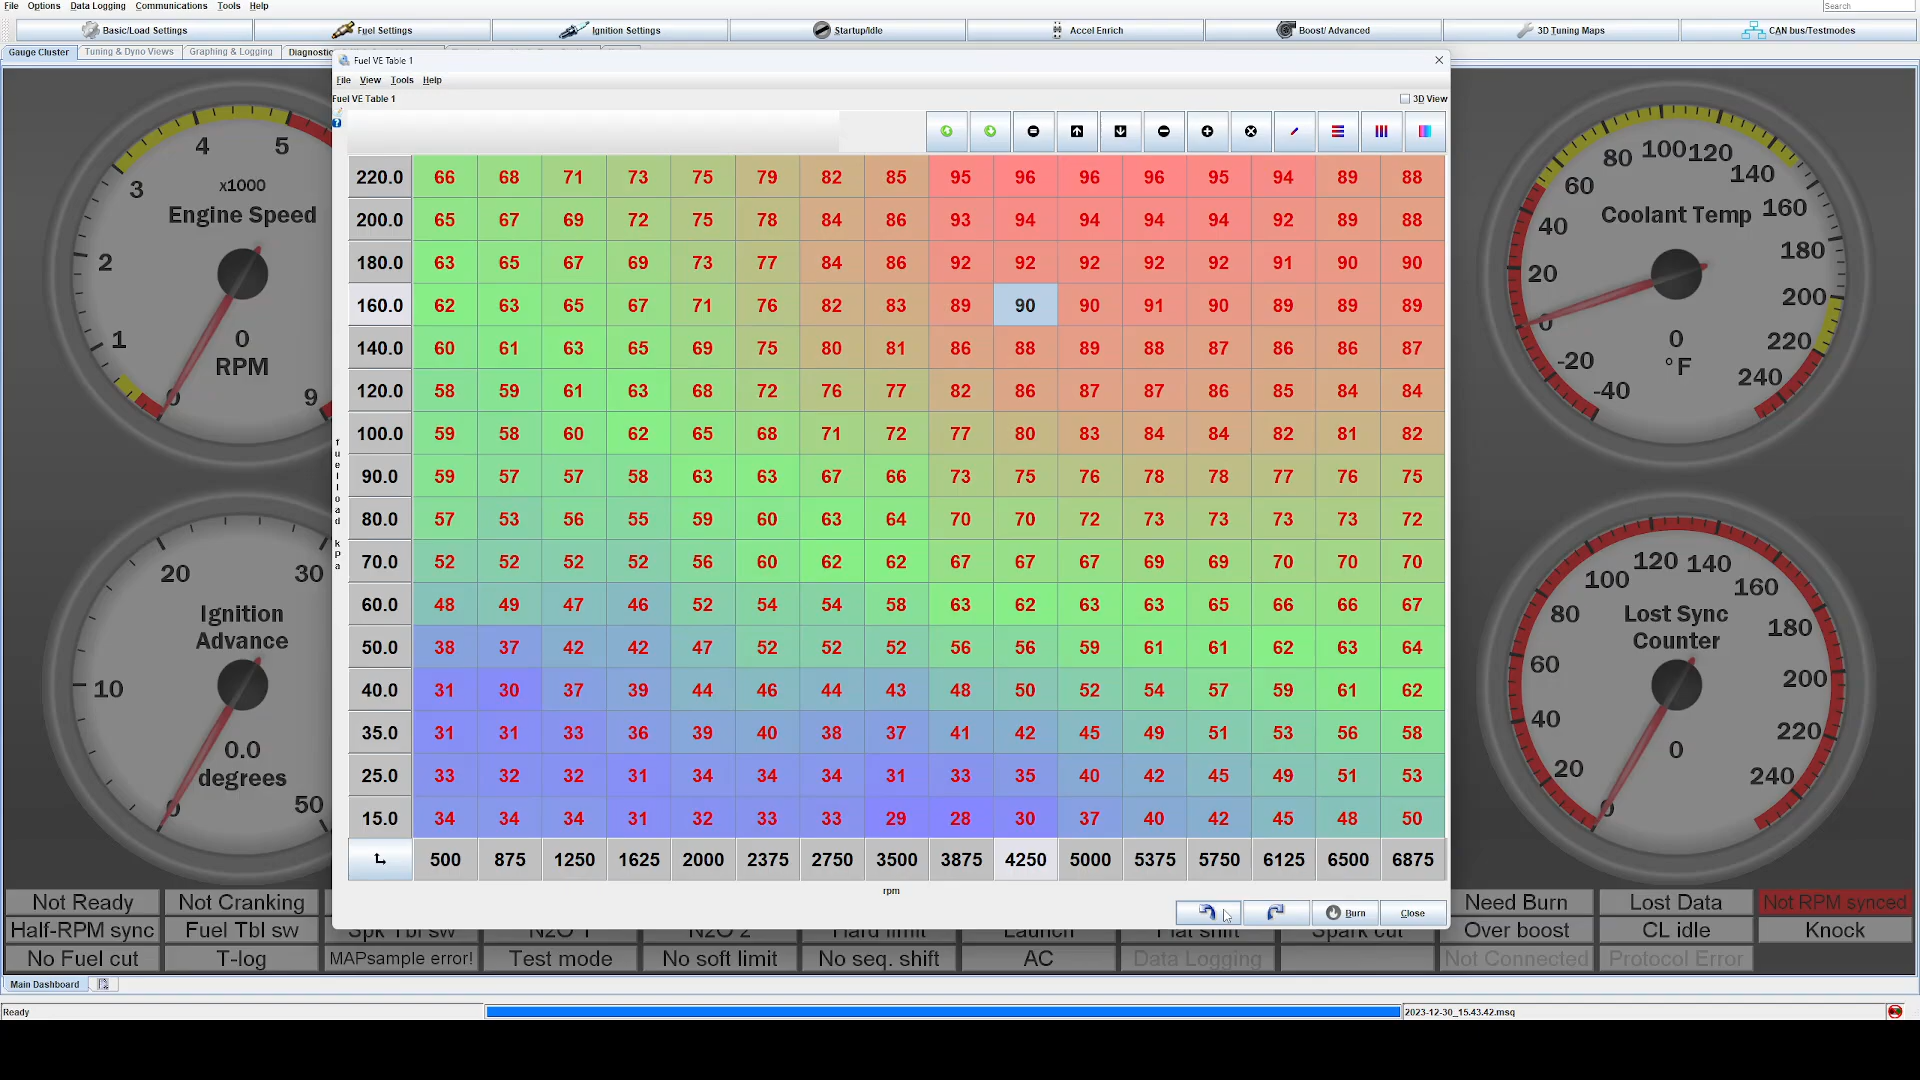 File Options Data Logging Communications Tools Help Search
Basic/Load Settings Fuel Settings Ignition Settings Startup/Idle Accel Enrich Boost/ Advanced 3D Tuning Maps CAN bus/Testmodes
Gauge Cluster Tuning & Dyno Views Graphing & Logging Diagnostic
Fuel VE Table 1
File View Tools Help
Fuel VE Table 1 3D View
220.0 66 68 71 73 75 79 82 85 95 96 96 96 95 94 89 88
200.0 65 67 69 72 75 78 84 86 93 94 94 94 94 92 89 88
180.0 63 65 67 69 73 77 84 86 92 92 92 92 92 91 90 90
160.0 62 63 65 67 71 76 82 83 89 90 90 91 90 89 89 89
140.0 60 61 63 65 69 75 80 81 86 88 89 88 87 86 86 87
120.0 58 59 61 63 68 72 76 77 82 86 87 87 86 85 84 84
100.0 59 58 60 62 65 68 71 72 77 80 83 84 84 82 81 82
90.0 59 57 57 58 63 63 67 66 73 75 76 78 78 77 76 75
80.0 57 53 56 55 59 60 63 64 70 70 72 73 73 73 73 72
70.0 52 52 52 52 56 60 62 62 67 67 67 69 69 70 70 70
60.0 48 49 47 46 52 54 54 58 63 62 63 63 65 66 66 67
50.0 38 37 42 42 47 52 52 52 56 56 59 61 61 62 63 64
40.0 31 30 37 39 44 46 44 43 48 50 52 54 57 59 61 62
35.0 31 31 33 36 39 40 38 37 41 42 45 49 51 53 56 58
25.0 33 32 32 31 34 34 34 31 33 35 40 42 45 49 51 53
15.0 34 34 34 31 32 33 33 29 28 30 37 40 42 45 48 50
500 875 1250 1625 2000 2375 2750 3500 3875 4250 5000 5375 5750 6125 6500 6875
fuelload kPa
rpm
Burn Close
0 1 2 3 4 5 9
x1000
Engine Speed
0
RPM
0 10 20 30 50
Ignition
Advance
0.0
degrees
-40 -20 0 20 40 60 80 100 120 140 160 180 200 220 240
Coolant Temp
0
°F
0 20 40 60 80 100 120 140 160 180 200 220 240
Lost Sync
Counter
0
Not Ready Not Cranking Need Burn Lost Data Not RPM synced
Half-RPM sync Fuel Tbl sw Spk Tbl sw N2O 1 N2O 2 Hard limit Launch Flat shift Spark cut Over boost CL idle Knock
No Fuel cut T-log MAPsample error! Test mode No soft limit No seq. shift AC Data Logging Not Connected Protocol Error
Main Dashboard
Ready 2023-12-30_15.43.42.msq